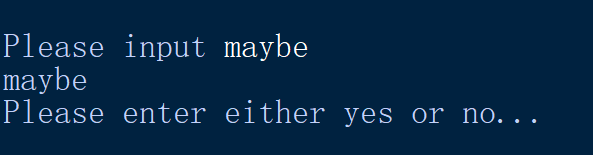 Please input maybe
maybe
Please enter either yes or no...